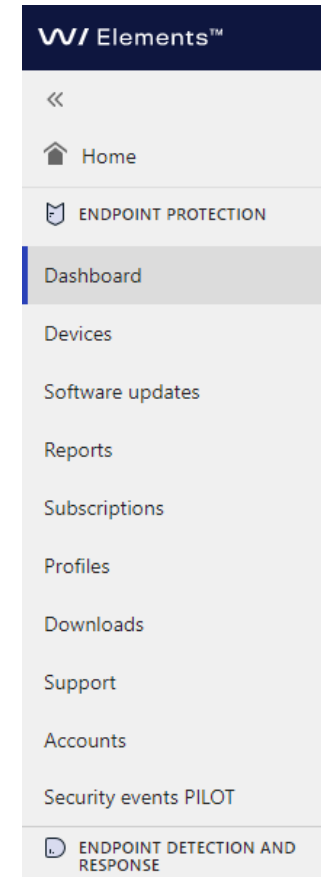 W/ Elements™
Home
ENDPOINT PROTECTION
Dashboard
Devices
Software updates
Reports
Subscriptions
Profiles
Downloads
Support
Accounts
Security events PILOT
ENDPOINT DETECTION AND
RESPONSE